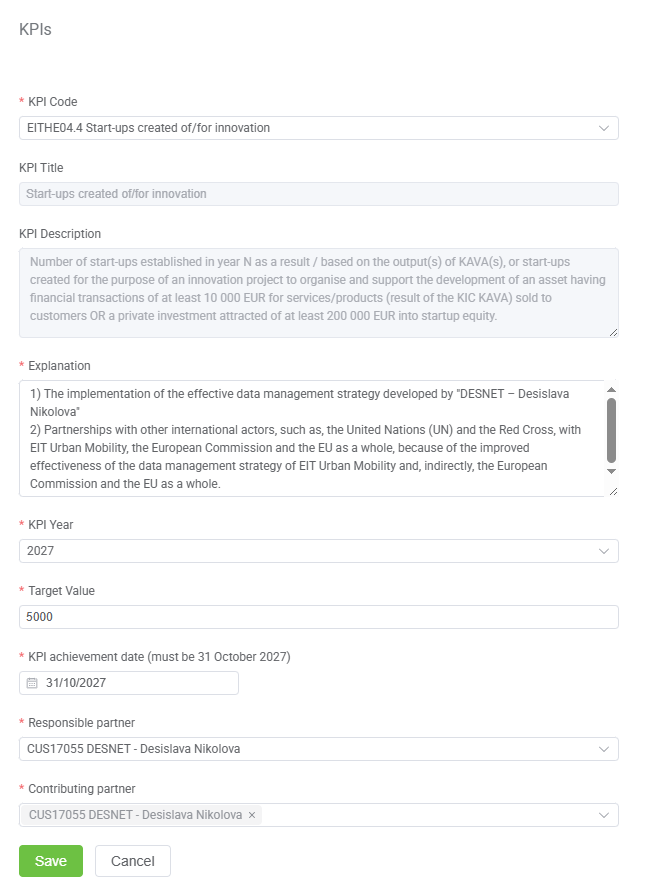 KPIs
* KPI Code
EITHE04.4 Start-ups created of/for innovation
KPI Title
Start-ups created of/for innovation
KPI Description
Number of start-ups established in year N as a result / based on the output(s) of KAVA(s), or start-ups
created for the purpose of an innovation project to organise and support the development of an asset having
financial transactions of at least 10 000 EUR for services/products (result of the KIC KAVA) sold to
customers OR a private investment attracted of at least 200 000 EUR into startup equity.
* Explanation
1) The implementation of the effective data management strategy developed by "DESNET – Desislava
Nikolova"
2) Partnerships with other international actors, such as, the United Nations (UN) and the Red Cross, with
EIT Urban Mobility, the European Commission and the EU as a whole, because of the improved
effectiveness of the data management strategy of EIT Urban Mobility and, indirectly, the European
Commission and the EU as a whole.
* KPI Year
2027
* Target Value
5000
* KPI achievement date (must be 31 October 2027)
31/10/2027
* Responsible partner
CUS17055 DESNET - Desislava Nikolova
* Contributing partner
CUS17055 DESNET - Desislava Nikolova ×
Save Cancel